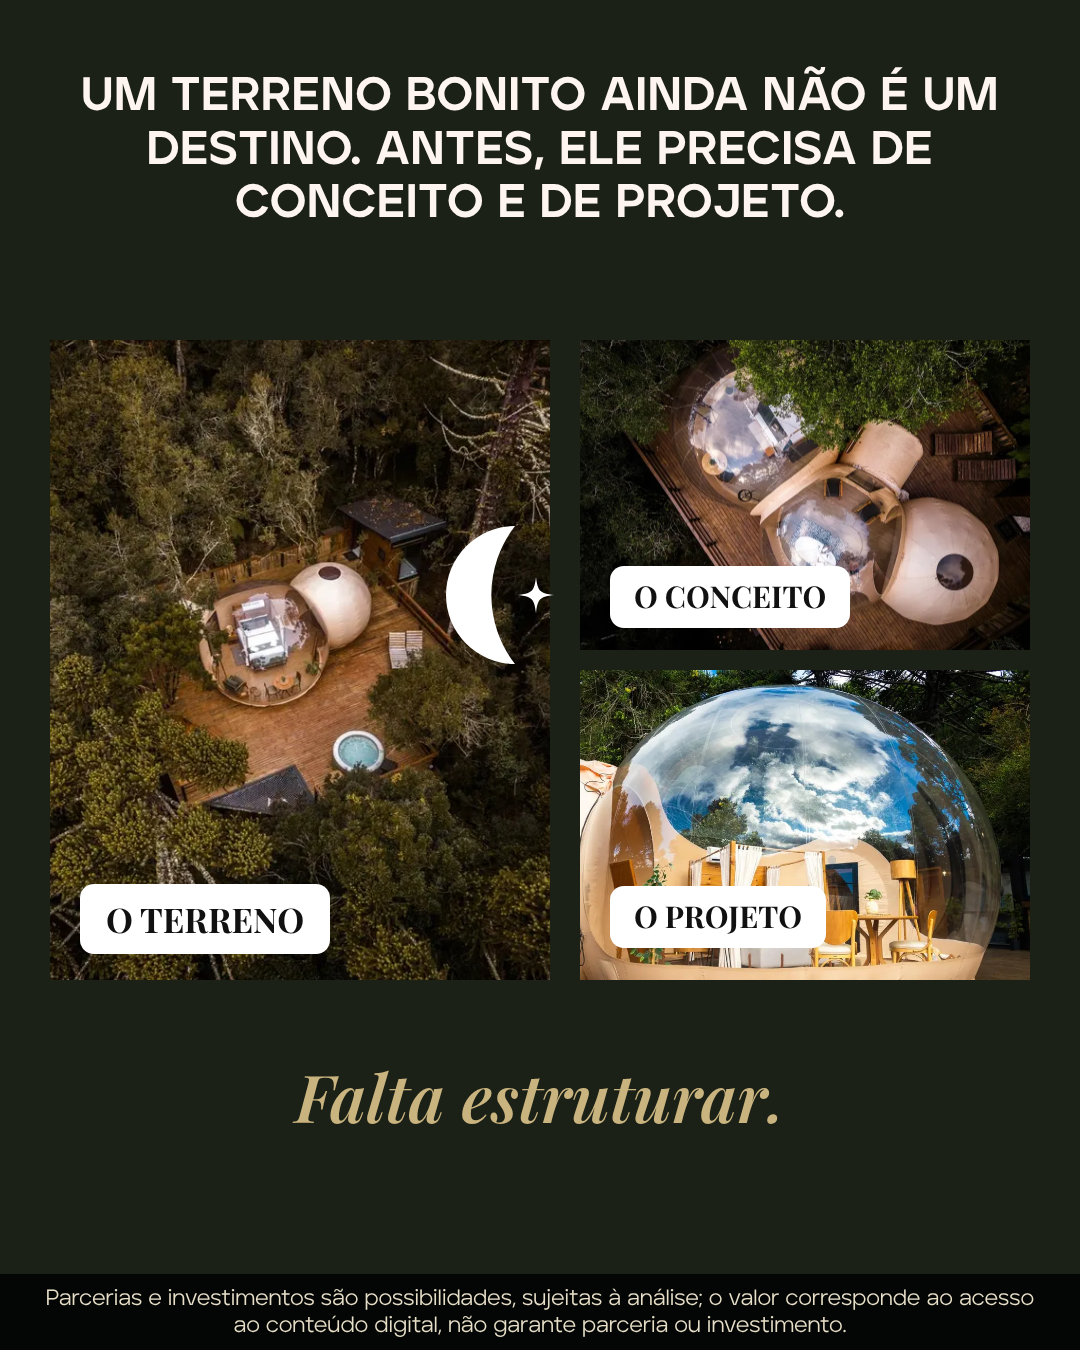 UM TERRENO BONITO AINDA NÃO É UM
DESTINO. ANTES, ELE PRECISA DE
CONCEITO E DE PROJETO.
O CONCEITO
O TERRENO
O PROJETO
Falta estruturar.
Parcerias e investimentos são possibilidades, sujeitas à análise; o valor corresponde ao acesso
ao conteúdo digital, não garante parceria ou investimento.